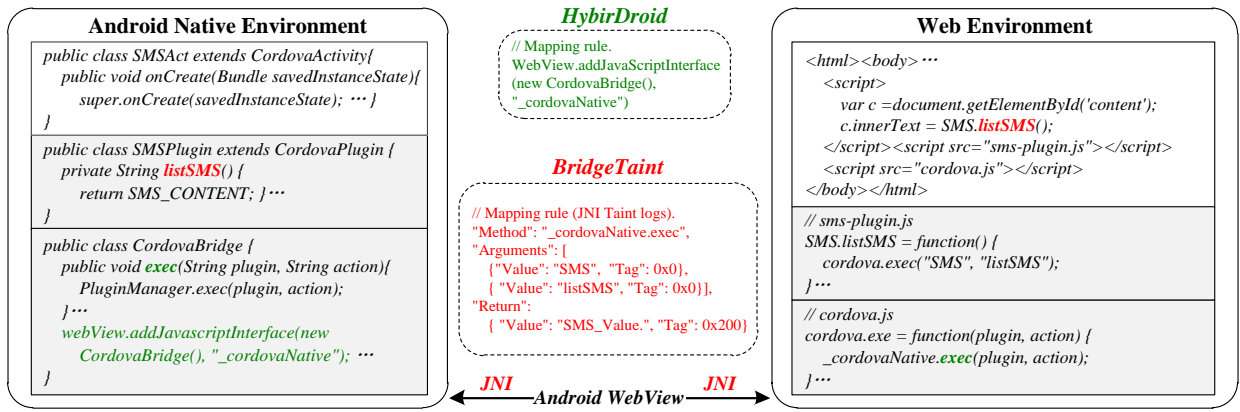 Android Native Environment
public class SMSAct extends CordovaActivity{
public void onCreate(Bundle savedInstanceState){
super.onCreate(savedInstanceState); ··· }
}
public class SMSPlugin extends CordovaPlugin {
private String listSMS() {
return SMS_CONTENT; }···
}
public class CordovaBridge {
public void exec(String plugin, String action){
PluginManager.exec(plugin, action);
}···
webView.addJavascriptInterface(new
CordovaBridge(), "_cordovaNative"); ···
}
HybirDroid
// Mapping rule.
WebView.addJavaScriptInterface
(new CordovaBridge(),
"_cordovaNative")
BridgeTaint
// Mapping rule (JNI Taint logs).
"Method": "_cordovaNative.exec",
"Arguments": [
{"Value": "SMS", "Tag": 0x0},
{ "Value": "listSMS", "Tag": 0x0}],
"Return":
{ "Value": "SMS_Value.", "Tag": 0x200}
JNI JNI
Android WebView
Web Environment
<html><body>···
<script>
var c =document.getElementById('content');
c.innerText = SMS.listSMS();
</script><script src="sms-plugin.js"></script>
<script src="cordova.js"></script>
</body></html>
// sms-plugin.js
SMS.listSMS = function() {
cordova.exec("SMS", "listSMS");
}···
// cordova.js
cordova.exe = function(plugin, action) {
_cordovaNative.exec(plugin, action);
}···